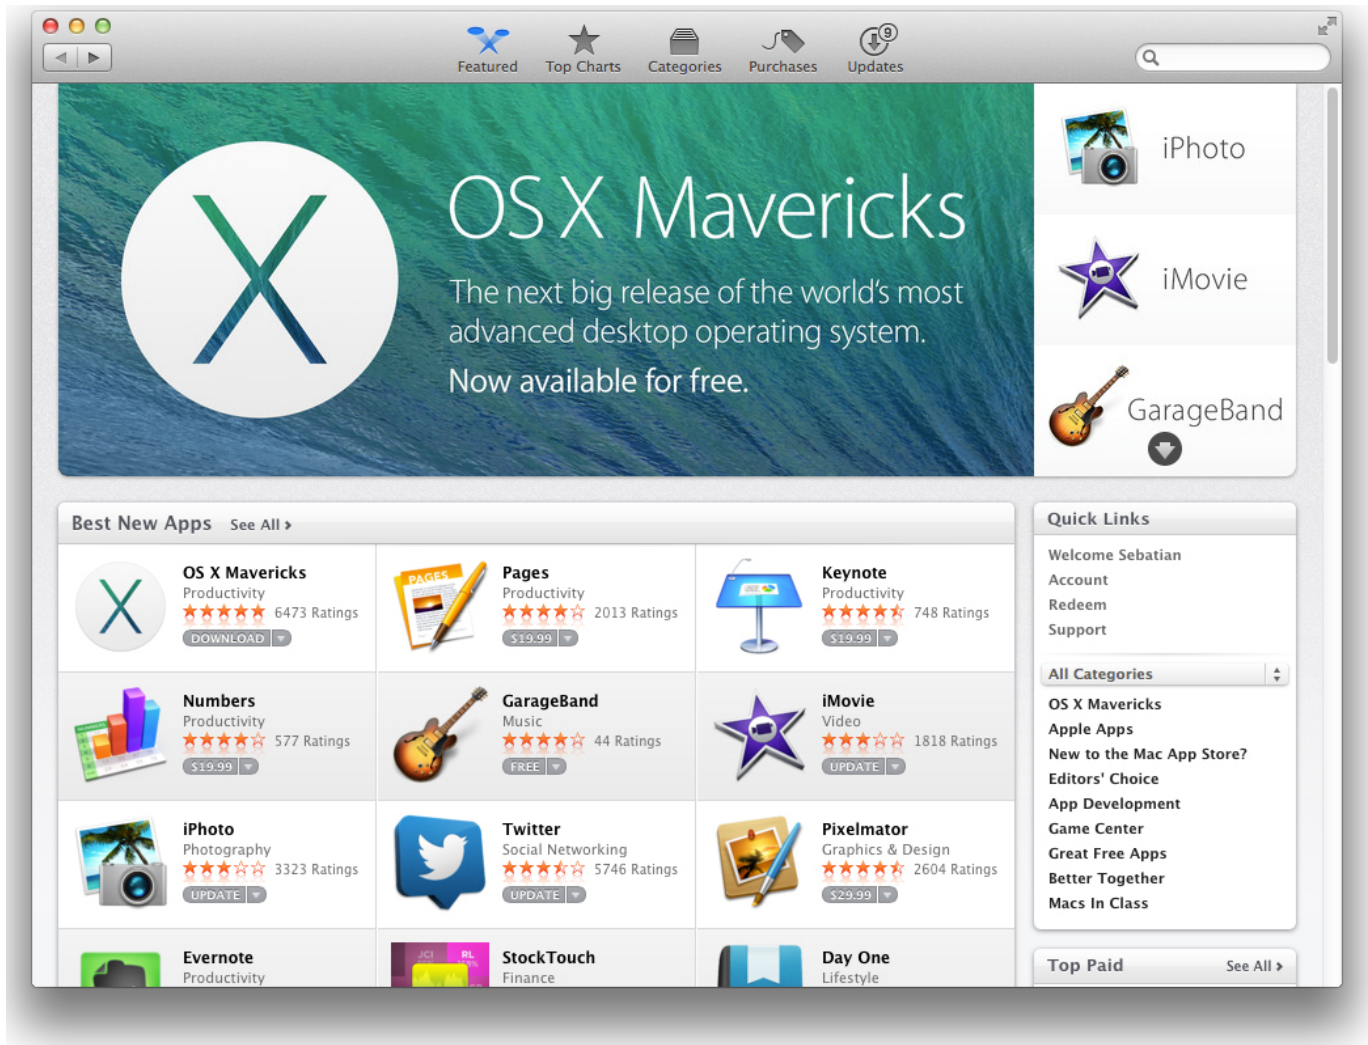 Featured
Top Charts
Categories
Purchases
9
Updates
OS X Mavericks
The next big release of the world's most
advanced desktop operating system.
Now available for free.
iPhoto
iMovie
GarageBand
Best New Apps See All ›
OS X Mavericks
Productivity
6473 Ratings
DOWNLOAD
PAGES
Pages
Productivity
2013 Ratings
$19.99
Keynote
Productivity
748 Ratings
$19.99
Numbers
Productivity
577 Ratings
$19.99
GarageBand
Music
44 Ratings
FREE
iMovie
Video
1818 Ratings
UPDATE
iPhoto
Photography
3323 Ratings
UPDATE
Twitter
Social Networking
5746 Ratings
UPDATE
Pixelmator
Graphics & Design
2604 Ratings
$29.99
Evernote
Productivity
JCI
RL
StockTouch
Finance
Day One
Lifestyle
Quick Links
Welcome Sebatian
Account
Redeem
Support
All Categories
OS X Mavericks
Apple Apps
New to the Mac App Store?
Editors' Choice
App Development
Game Center
Great Free Apps
Better Together
Macs In Class
Top Paid See All ›